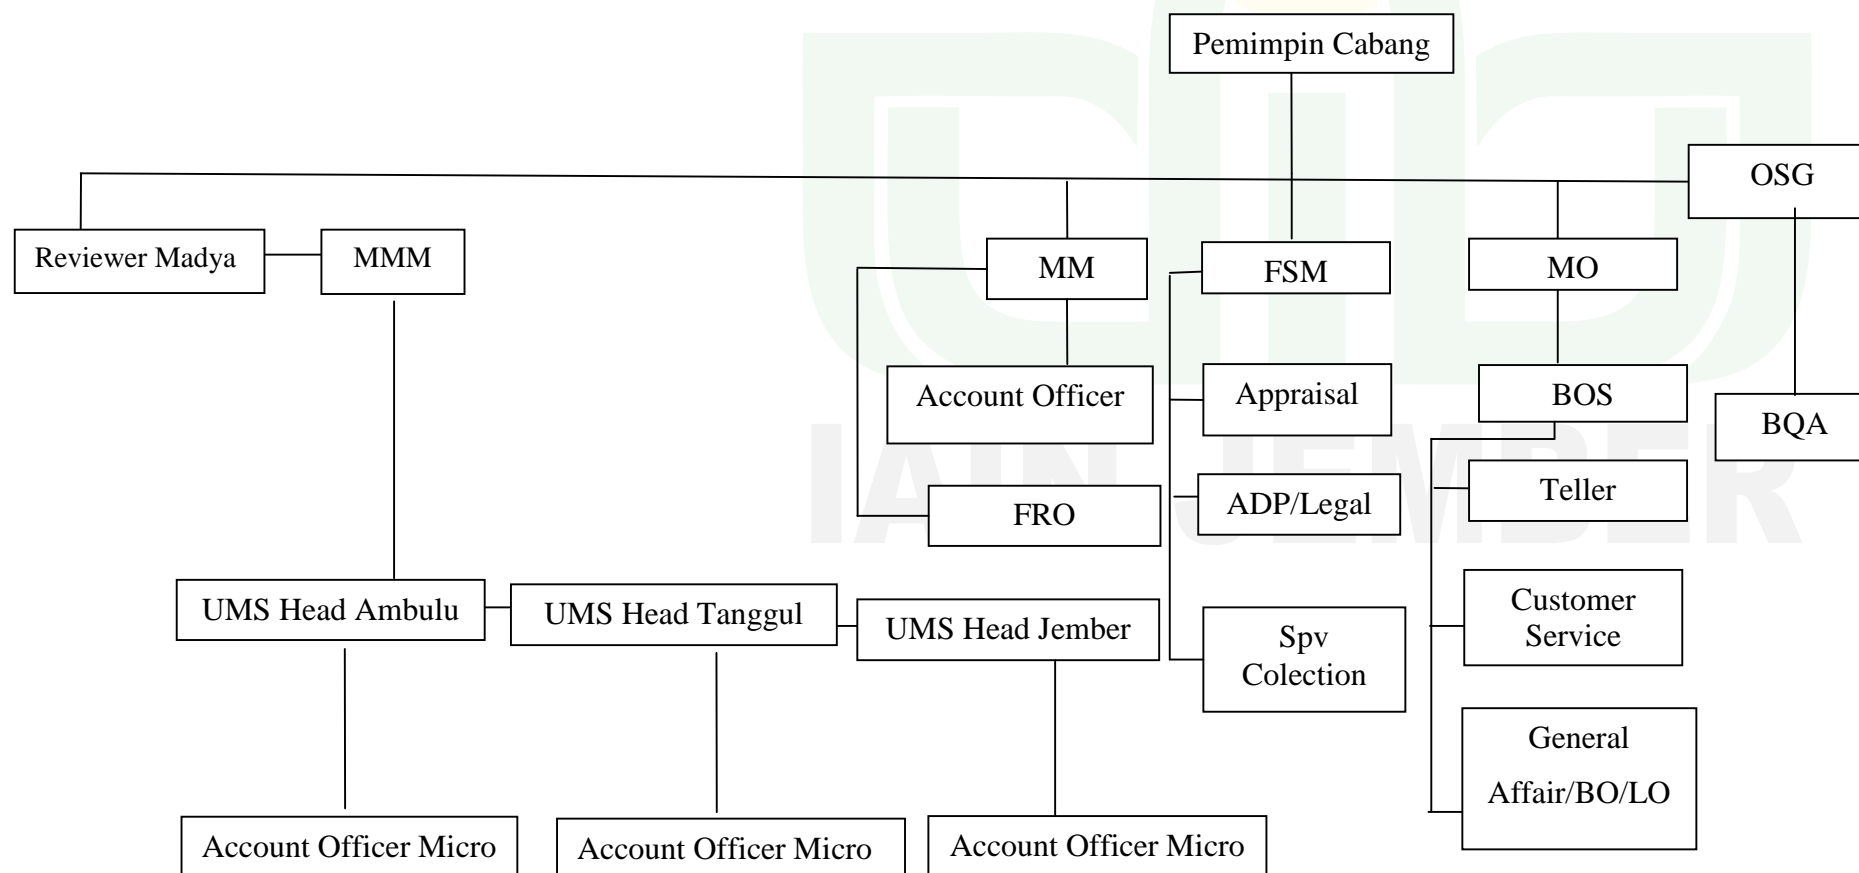 Pemimpin Cabang
OSG
Reviewer Madya
MMM
MM
FSM
MO
Account Officer
Appraisal
BOS
BQA
IAIN JEMBER
FRO
ADP/Legal
Teller
UMS Head Ambulu
UMS Head Tanggul
UMS Head Jember
Spv
Colection
Customer
Service
General
Affair/BO/LO
Account Officer Micro
Account Officer Micro
Account Officer Micro